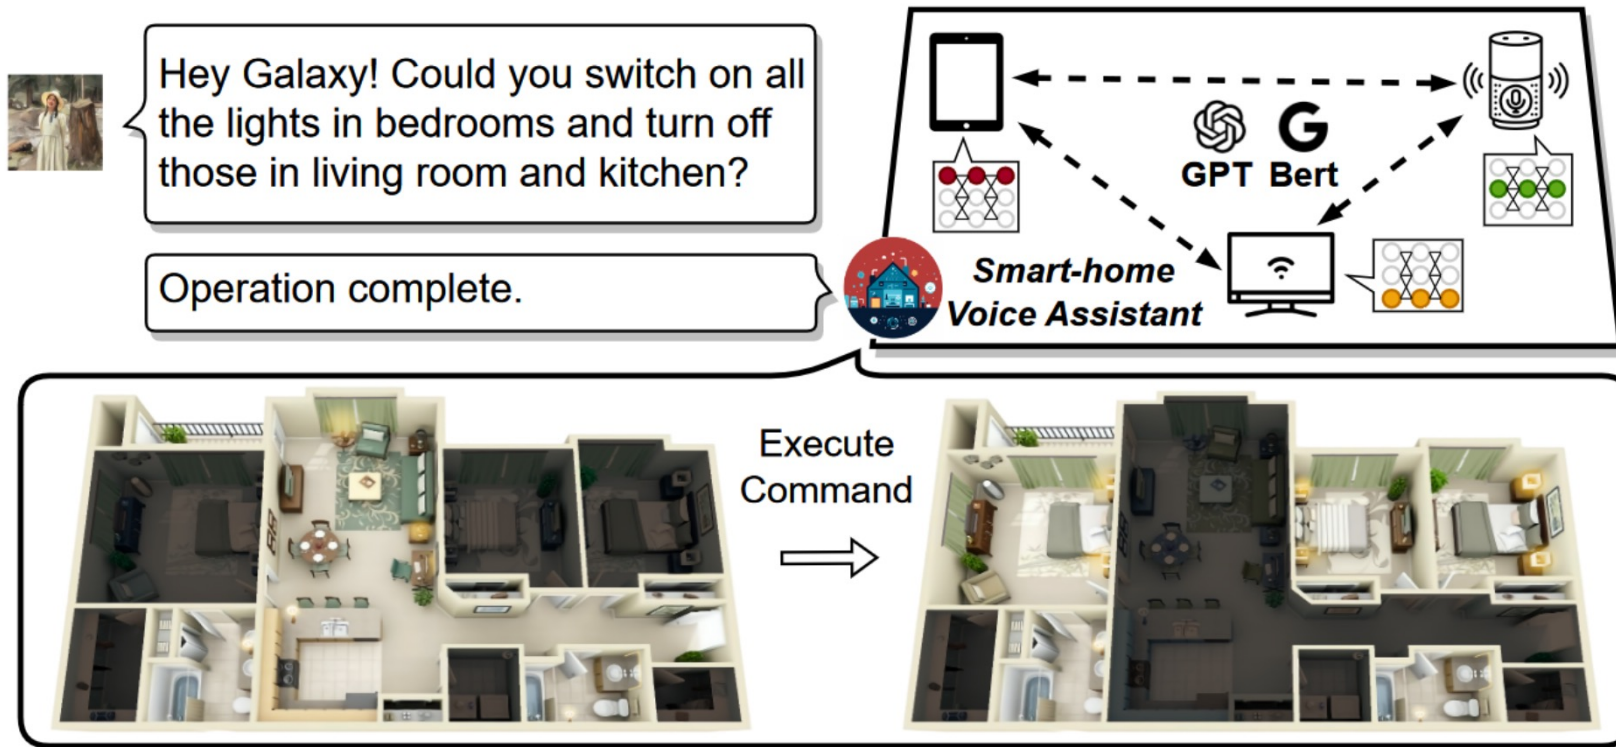 Hey Galaxy! Could you switch on all
the lights in bedrooms and turn off
those in living room and kitchen?
Operation complete.
GPT Bert
Smart-home
Voice Assistant
Execute
Command